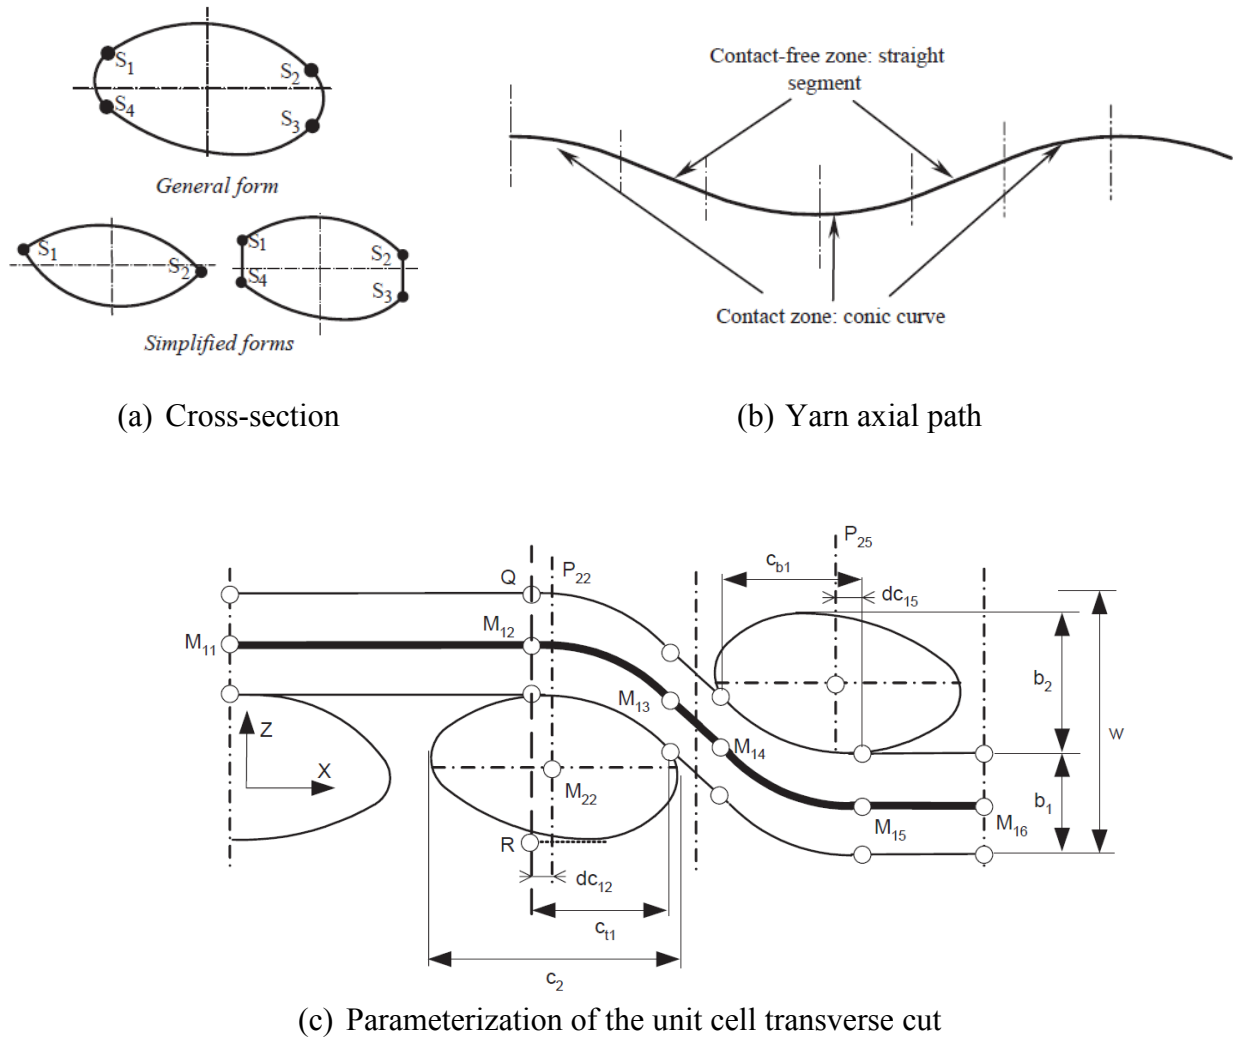 S1
S2
S4
S3
General form
S1
S2
S1
S2
S4
S3
Simplified forms
(a) Cross-section
Contact-free zone: straight
segment
Contact zone: conic curve
(b) Yarn axial path
P22
P25
Q
cb1
dc15
M11
M12
b2
M13
W
Z
M14
X
M22
b1
M15
M16
R
dc12
ct1
c2
(c) Parameterization of the unit cell transverse cut